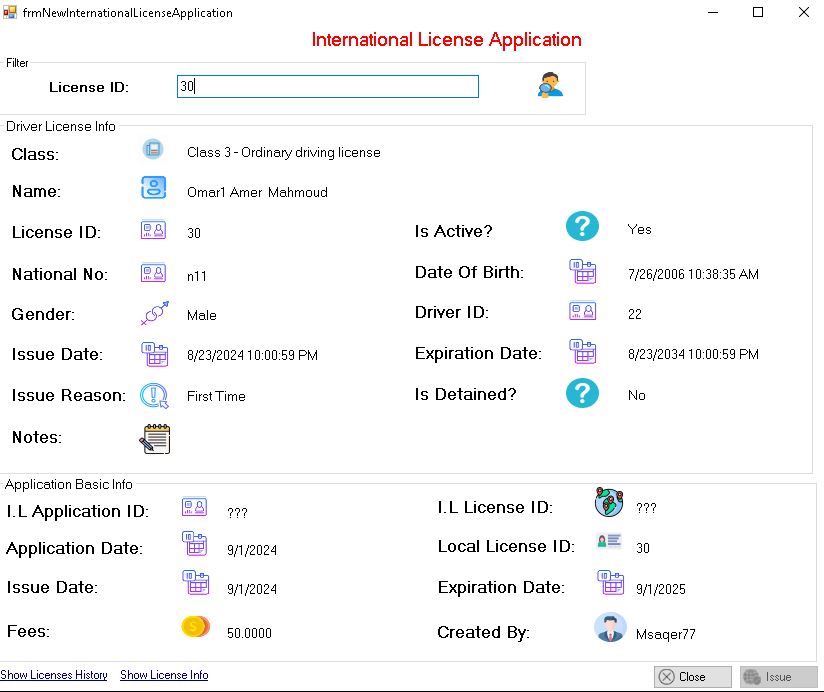 frmNewInternationalLicenseApplication
International License Application
Filter
License ID: 30
Driver License Info
Class: Class 3 - Ordinary driving license
Name: Omar1 Amer Mahmoud
License ID: 30 Is Active? Yes
National No: n11 Date Of Birth: 7/26/2006 10:38:35 AM
Gender: Male Driver ID: 22
Issue Date: 8/23/2024 10:00:59 PM Expiration Date: 8/23/2034 10:00:59 PM
Issue Reason: First Time Is Detained? No
Notes:
Application Basic Info
I.L Application ID: ??? I.L License ID: ???
Application Date: 9/1/2024 Local License ID: 30
Issue Date: 9/1/2024 Expiration Date: 9/1/2025
Fees: 50.0000 Created By: Msaqer77
Show Licenses History Show License Info Close Issue